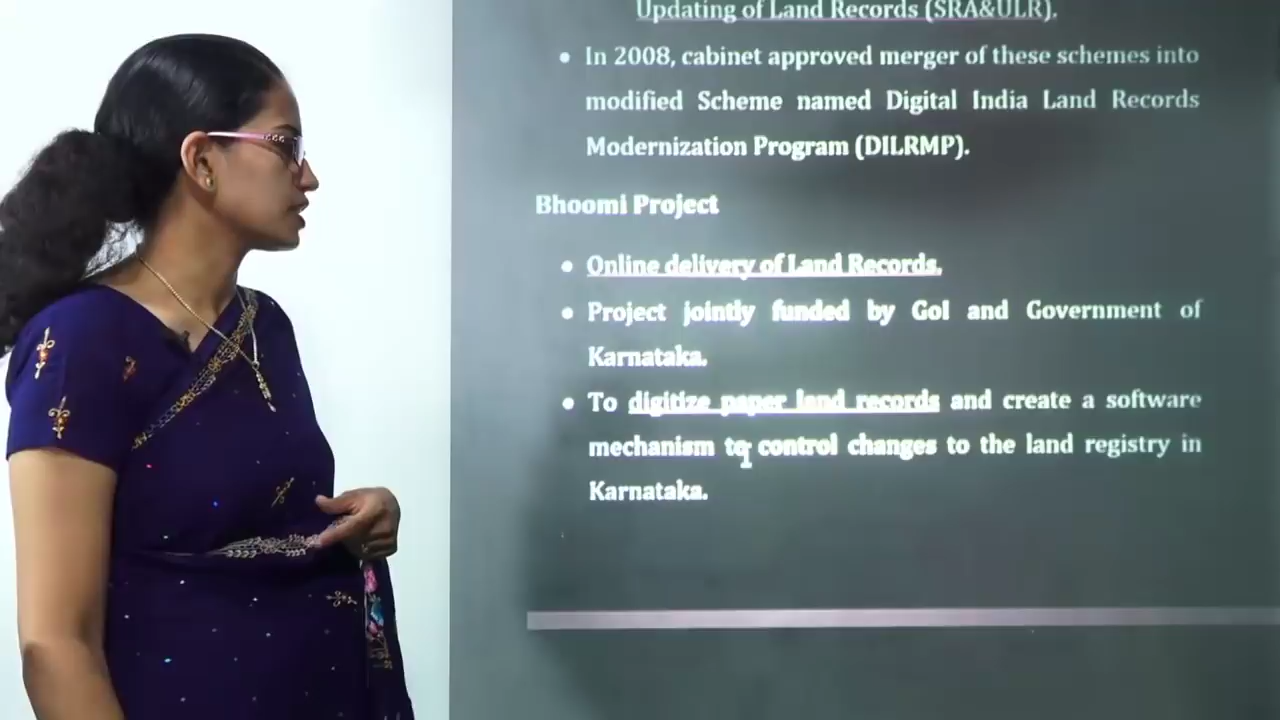 Updating of Land Records (SRA&ULR).
• In 2008, cabinet approved merger of these schemes into
modified Scheme named Digital India Land Records
Modernization Program (DILRMP).
Bhoomi Project
• Online delivery of Land Records.
• Project jointly funded by GoI and Government of
Karnataka.
• To digitize paper land records and create a software
mechanism to control changes to the land registry in
Karnataka.